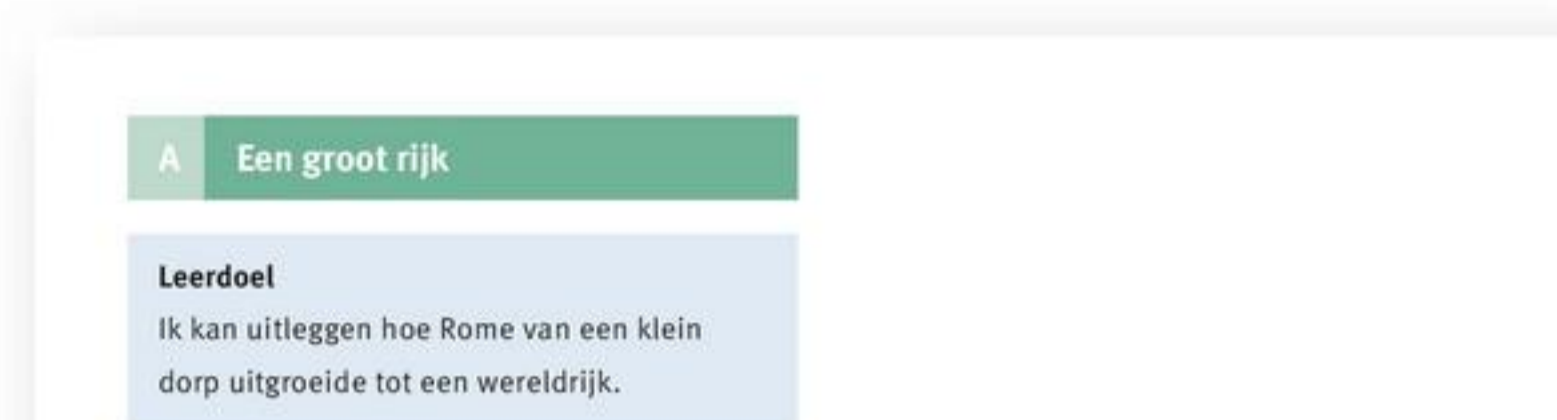 A Een groot rijk
Leerdoel
Ik kan uitleggen hoe Rome van een klein
dorp uitgroeide tot een wereldrijk.